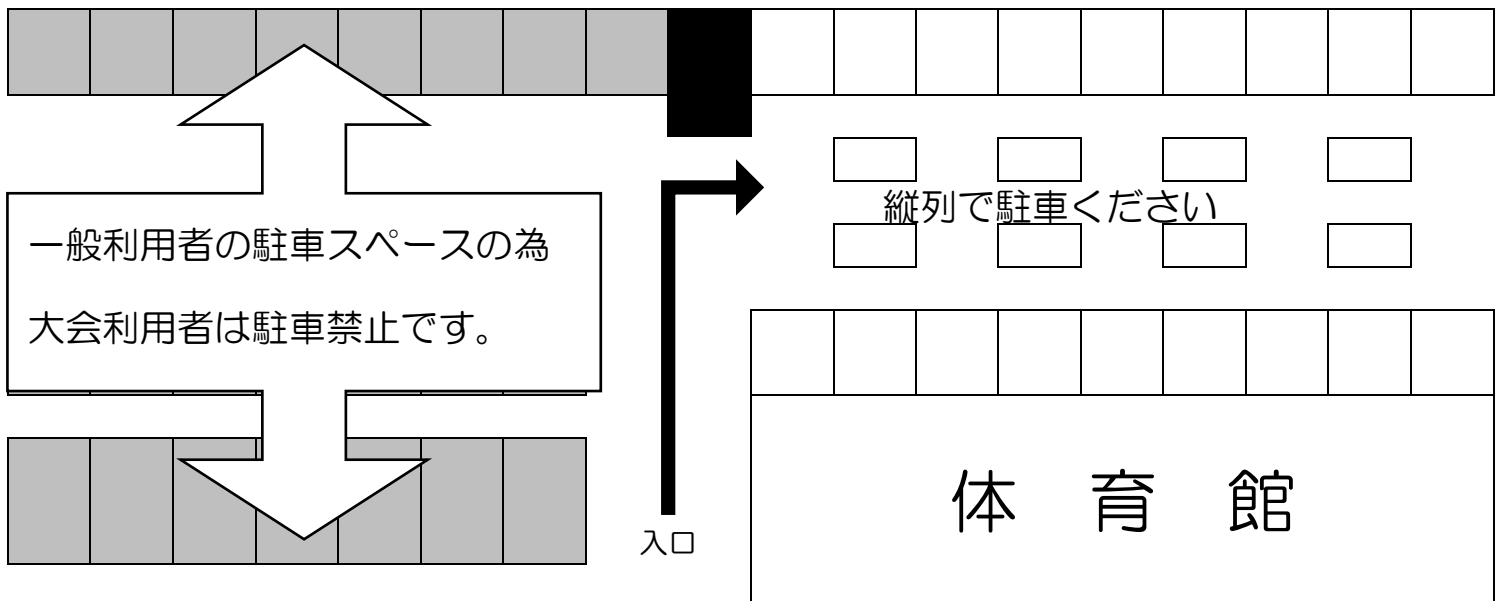 一般利用者の駐車スペースの為
大会利用者は駐車禁止です。
縦列で駐車ください
入口
体 育 館